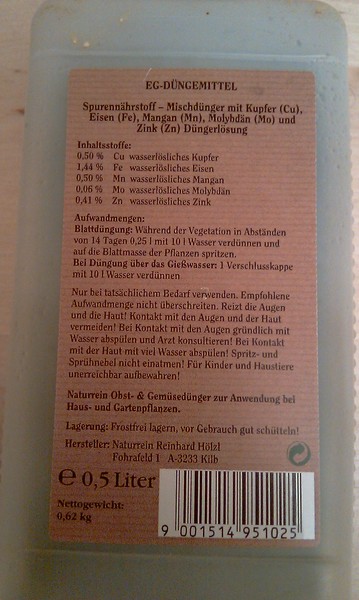 EG-DÜNGEMITTEL
Spurennährstoff – Mischdünger mit Kupfer (Cu),
Eisen (Fe), Mangan (Mn), Molybdän (Mo) und
Zink (Zn) Düngerlösung
Inhaltsstoffe:
0,50 % Cu wasserlösliches Kupfer
1,44 % Fe wasserlösliches Eisen
0,50 % Mn wasserlösliches Mangan
0,06 % Mo wasserlösliches Molybdän
0,41 % Zn wasserlösliches Zink
Aufwandmengen:
Blattdüngung: Während der Vegetation in Abständen
von 14 Tagen 0,25 l mit 10 l Wasser verdünnen und
auf die Blattmasse der Pflanzen spritzen.
Bei Düngung über das Gießwasser: 1 Verschlusskappe
mit 10 l Wasser verdünnen
Nur bei tatsächlichem Bedarf verwenden. Empfohlene
Aufwandmenge nicht überschreiten. Reizt die Augen
und die Haut! Kontakt mit den Augen und der Haut
vermeiden! Bei Kontakt mit den Augen gründlich mit
Wasser abspülen und Arzt konsultieren! Bei Kontakt
mit der Haut mit viel Wasser abspülen! Spritz- und
Sprühnebel nicht einatmen! Für Kinder und Haustiere
unerreichbar aufbewahren!
Naturrein Obst- & Gemüsedünger zur Anwendung bei
Haus- und Gartenpflanzen.
Lagerung: Frostfrei lagern, vor Gebrauch gut schütteln!
Hersteller: Naturrein Reinhard Hölzl
Fohrafeld 1 A-3233 Kilb
℮ 0,5 Liter
Nettogewicht:
0,62 kg
9 001514 951025